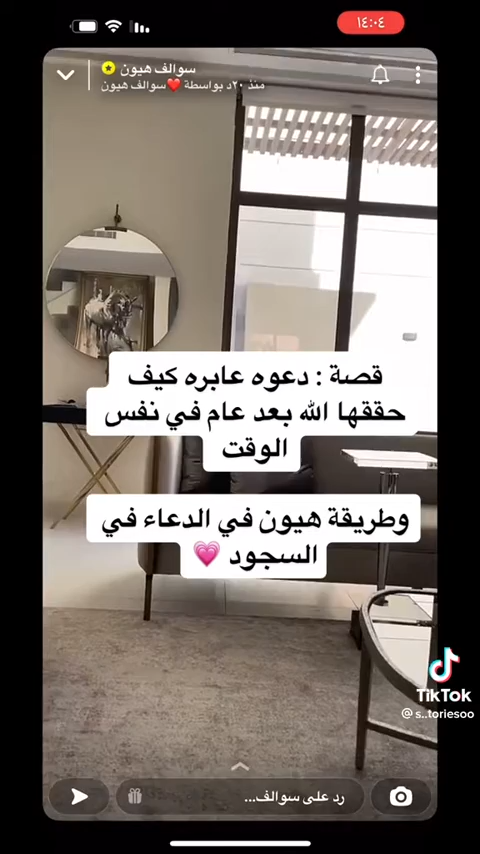 ١٤:٠٤
سوالف هيون
منذ ٢٠د بواسطة ❤️سوالف هيون
قصة : دعوه عابره كيف
حققها الله بعد عام في نفس
الوقت
وطريقة هيون في الدعاء في
السجود 💗
TikTok
@s..toriesoo
رد على سوالف...